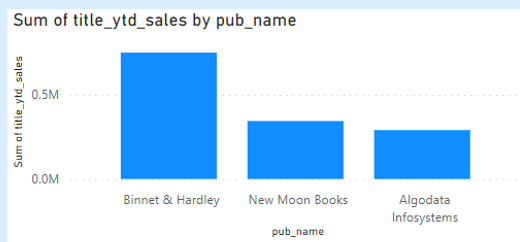 Sum of title_ytd_sales by pub_name
Sum of title_ytd_sales
0.5M
0.0M
Binnet & Hardley
New Moon Books
Algodata
Infosystems
pub_name